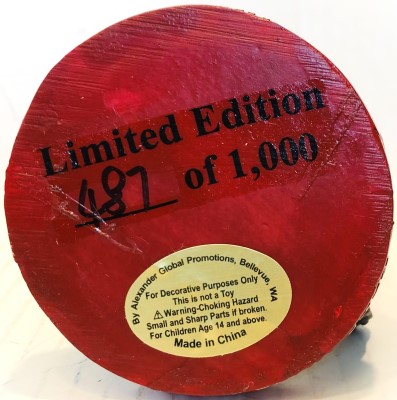 Limited Edition
487 of 1,000
By Alexander Global Promotions, Bellevue, WA
For Decorative Purposes Only
This is not a Toy
⚠Warning-Choking Hazard
Small and Sharp Parts if broken.
For Children Age 14 and above.
Made in China